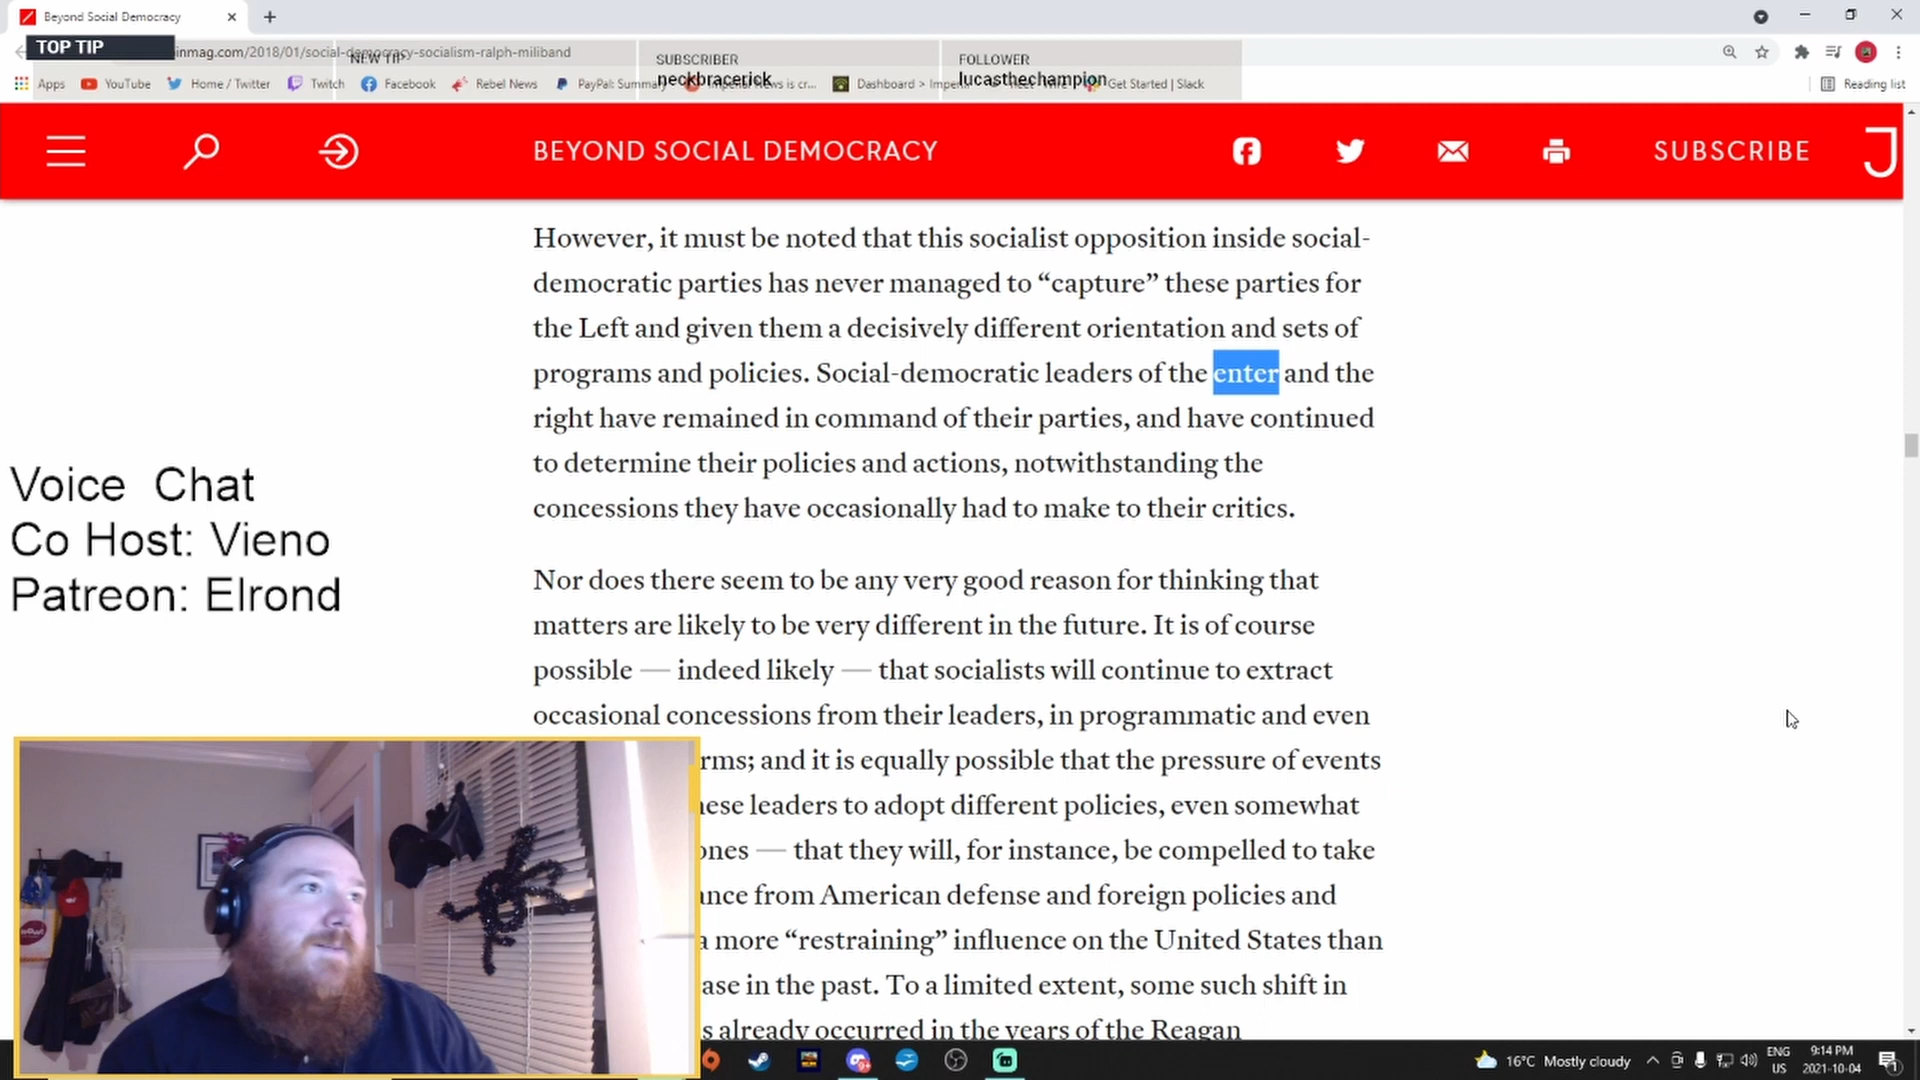 Beyond Social Democracy
TOP TIP
inmag.com/2018/01/social-democracy-socialism-ralph-miliband
NEW TIP
SUBSCRIBER
neckbracerick
FOLLOWER
lucasthechampion
Apps YouTube Home / Twitter Twitch Facebook Rebel News PayPal: Summary Imperial News is cr... Dashboard > Imper... Get Started | Slack Reading list
BEYOND SOCIAL DEMOCRACY SUBSCRIBE J
However, it must be noted that this socialist opposition inside social-
democratic parties has never managed to “capture” these parties for
the Left and given them a decisively different orientation and sets of
programs and policies. Social-democratic leaders of the enter and the
right have remained in command of their parties, and have continued
to determine their policies and actions, notwithstanding the
concessions they have occasionally had to make to their critics.
Voice Chat
Co Host: Vieno
Patreon: Elrond
Nor does there seem to be any very good reason for thinking that
matters are likely to be very different in the future. It is of course
possible — indeed likely — that socialists will continue to extract
occasional concessions from their leaders, in programmatic and even
rms; and it is equally possible that the pressure of events
hese leaders to adopt different policies, even somewhat
ones — that they will, for instance, be compelled to take
ance from American defense and foreign policies and
a more “restraining” influence on the United States than
ase in the past. To a limited extent, some such shift in
s already occurred in the years of the Reagan
16°C Mostly cloudy
ENG
US
9:14 PM
2021-10-04
1